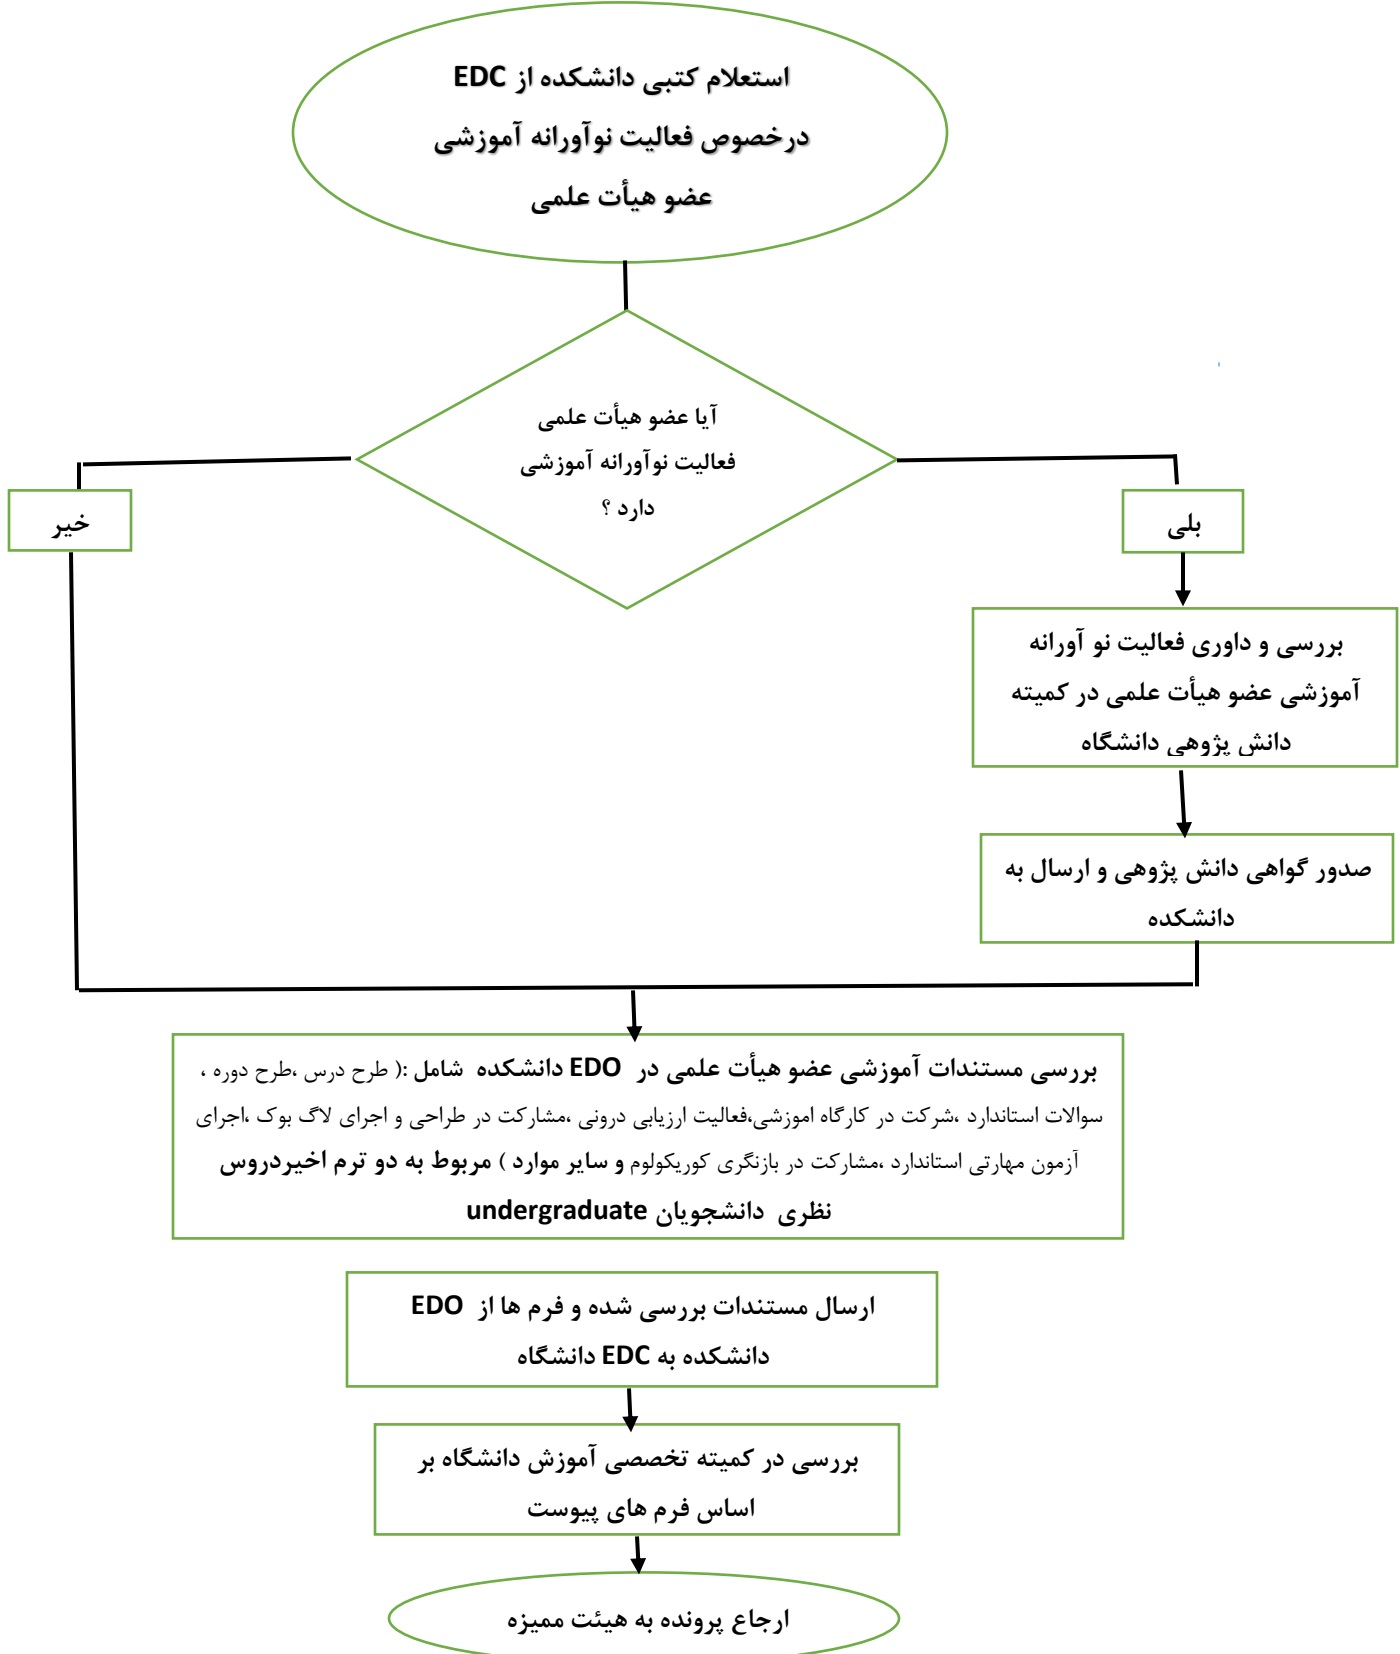 استعلام کتبی دانشکده از EDC
درخصوص فعالیت نوآورانه آموزشی
عضو هیأت علمی
آیا عضو هیأت علمی
فعالیت نوآورانه آموزشی
دارد ؟
بلی
خیر
بررسی و داوری فعالیت نو آورانه
آموزشی عضو هیأت علمی در کمیته
دانش پژوهی دانشگاه
صدور گواهی دانش پژوهی و ارسال به
دانشکده
بررسی مستندات آموزشی عضو هیأت علمی در EDO دانشکده شامل :( طرح درس ،طرح دوره ،
سوالات استاندارد ،شرکت در کارگاه اموزشی،فعالیت ارزیابی درونی ،مشارکت در طراحی و اجرای لاگ بوک ،اجرای
آزمون مهارتی استاندارد ،مشارکت در بازنگری کوریکولوم و سایر موارد ) مربوط به دو ترم اخیردروس
نظری دانشجویان undergraduate
ارسال مستندات بررسی شده و فرم ها از EDO
دانشکده به EDC دانشگاه
بررسی در کمیته تخصصی آموزش دانشگاه بر
اساس فرم های پیوست
ارجاع پرونده به هیئت ممیزه